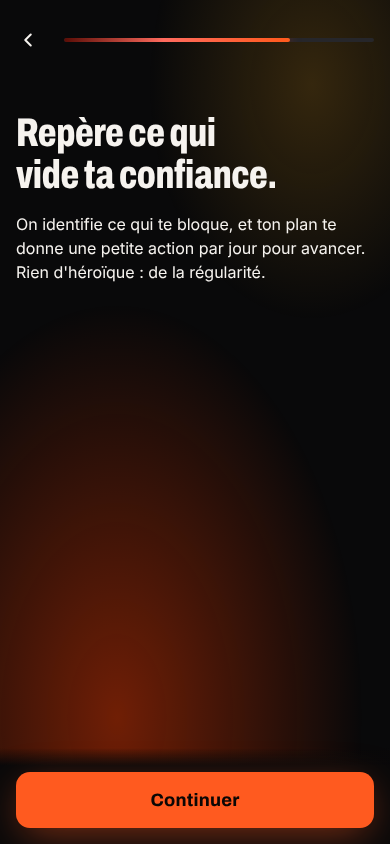 Repère ce qui
vide ta confiance.
On identifie ce qui te bloque, et ton plan te
donne une petite action par jour pour avancer.
Rien d'héroïque : de la régularité.
Continuer